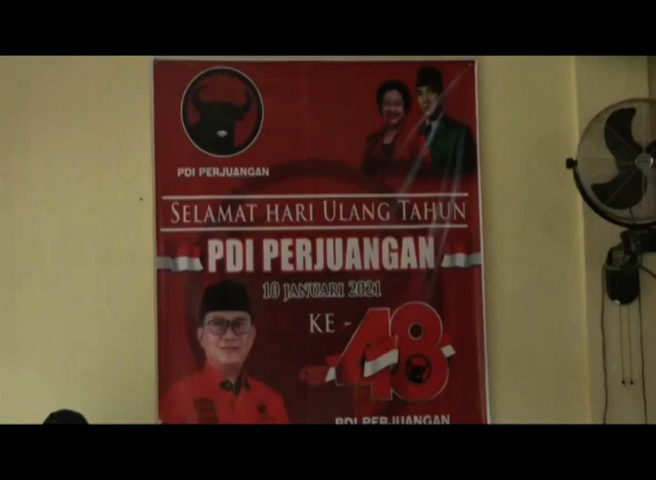 PDI PERJUANGAN
SELAMAT HARI ULANG TAHUN
PDI PERJUANGAN
10 JANUARI 2021
KE - 48
PDI PERJUANGAN